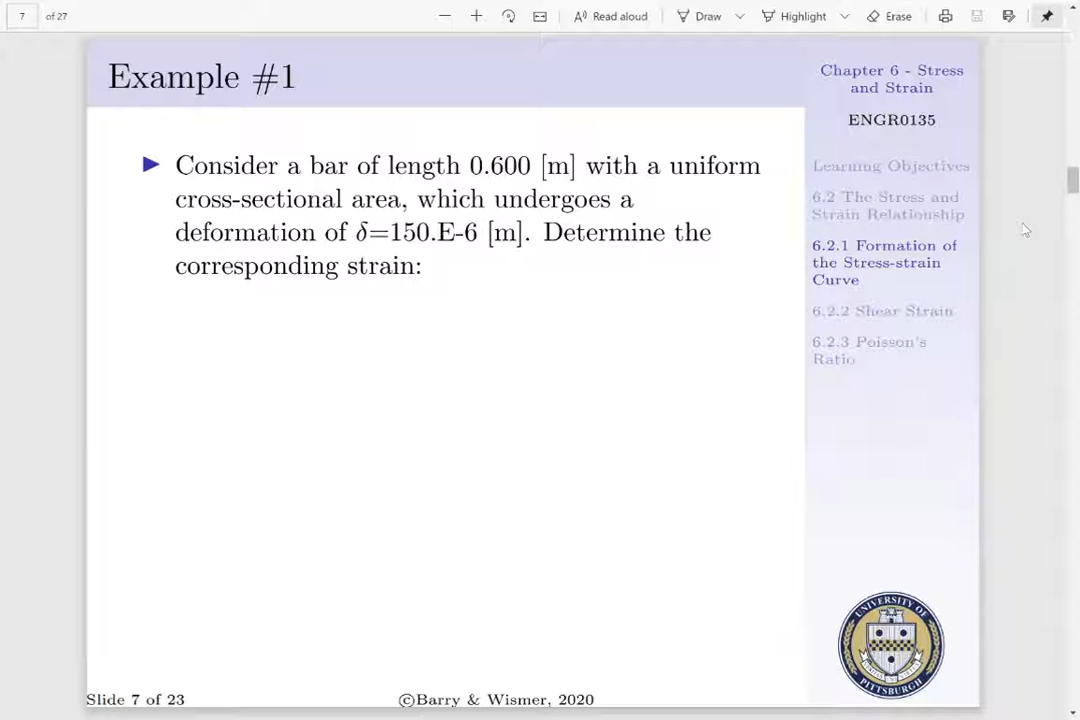 7 of 27
Read aloud
Draw
Highlight
Erase
Example #1
Consider a bar of length 0.600 [m] with a uniform
cross-sectional area, which undergoes a
deformation of δ=150.E-6 [m]. Determine the
corresponding strain:
Chapter 6 - Stress
and Strain
ENGR0135
Learning Objectives
6.2 The Stress and
Strain Relationship
6.2.1 Formation of
the Stress-strain
Curve
6.2.2 Shear Strain
6.2.3 Poisson's
Ratio
UNIVERSITY OF
PITTSBURGH
Slide 7 of 23
©Barry & Wismer, 2020